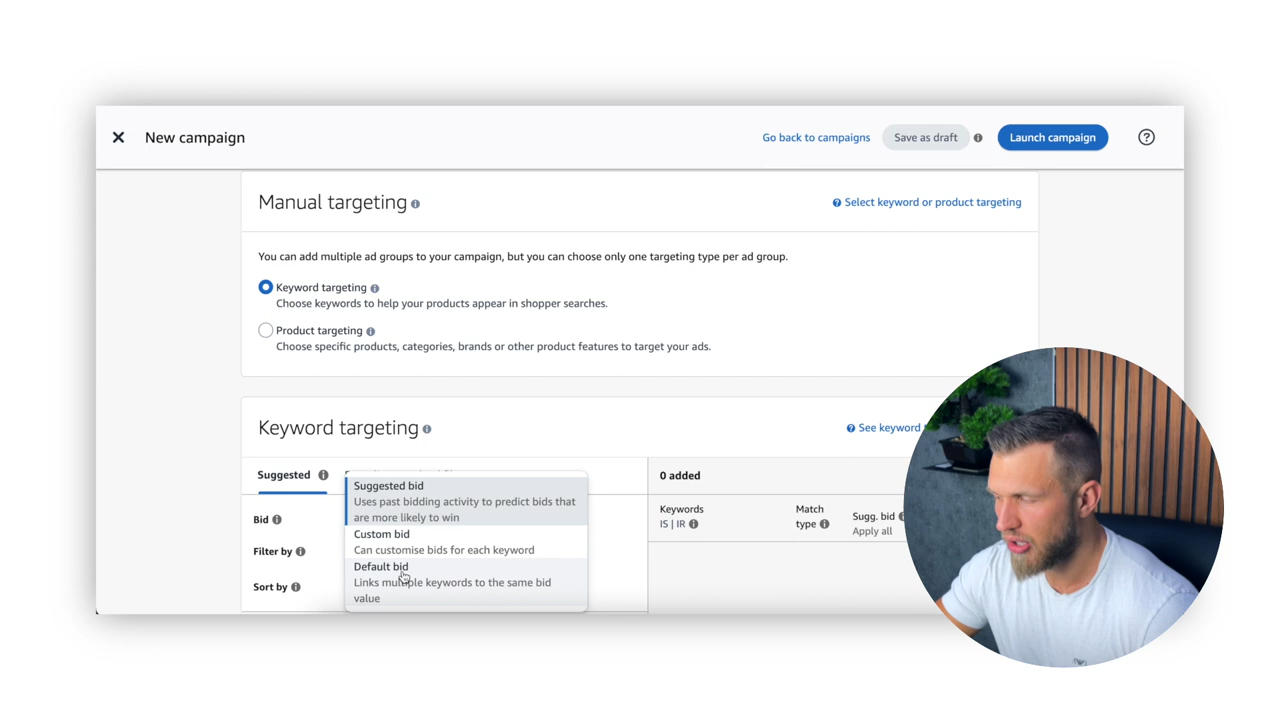 New campaign
Go back to campaigns
Save as draft
Launch campaign
Manual targeting
Select keyword or product targeting
You can add multiple ad groups to your campaign, but you can choose only one targeting type per ad group.
Keyword targeting
Choose keywords to help your products appear in shopper searches.
Product targeting
Choose specific products, categories, brands or other product features to target your ads.
Keyword targeting
See keyword
Suggested
0 added
Suggested bid
Uses past bidding activity to predict bids that
are more likely to win
Custom bid
Can customise bids for each keyword
Default bid
Links multiple keywords to the same bid
value
Bid
Filter by
Sort by
Keywords
IS | IR
Match
type
Sugg. bid
Apply all